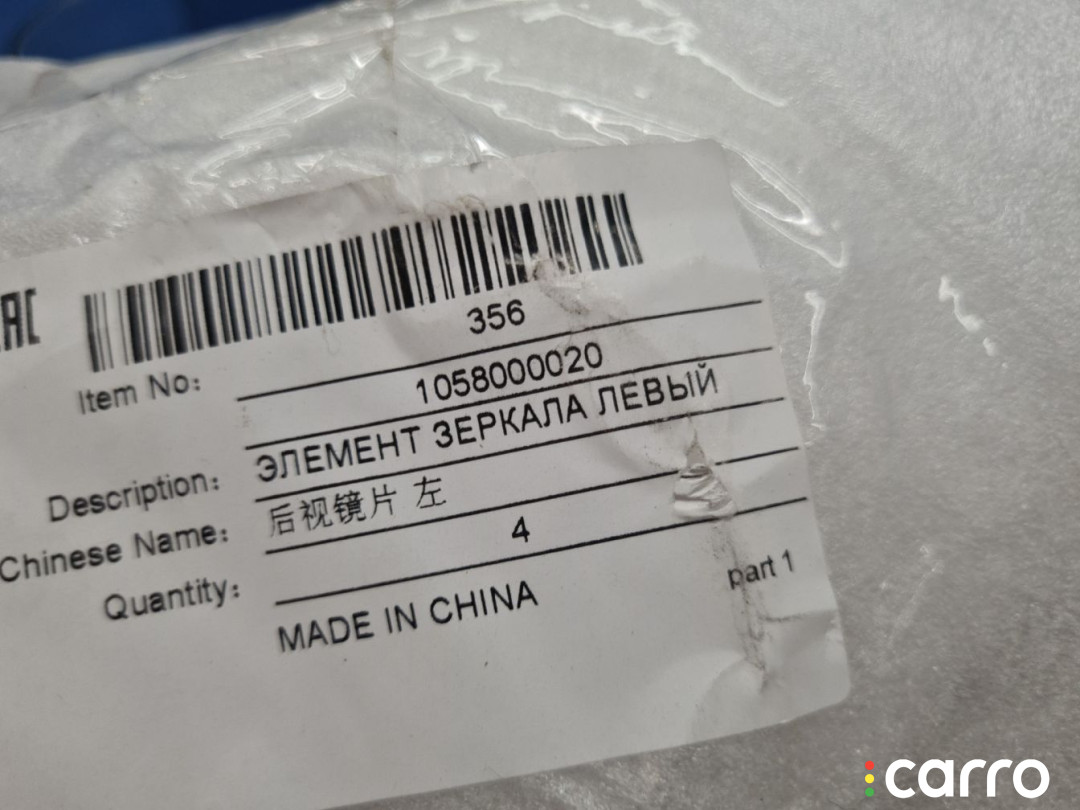 EAC
356
Item No:
1058000020
Description: ЭЛЕМЕНТ ЗЕРКАЛА ЛЕВЫЙ
Chinese Name: 后视镜片 左
Quantity: 4
MADE IN CHINA
part 1
carro